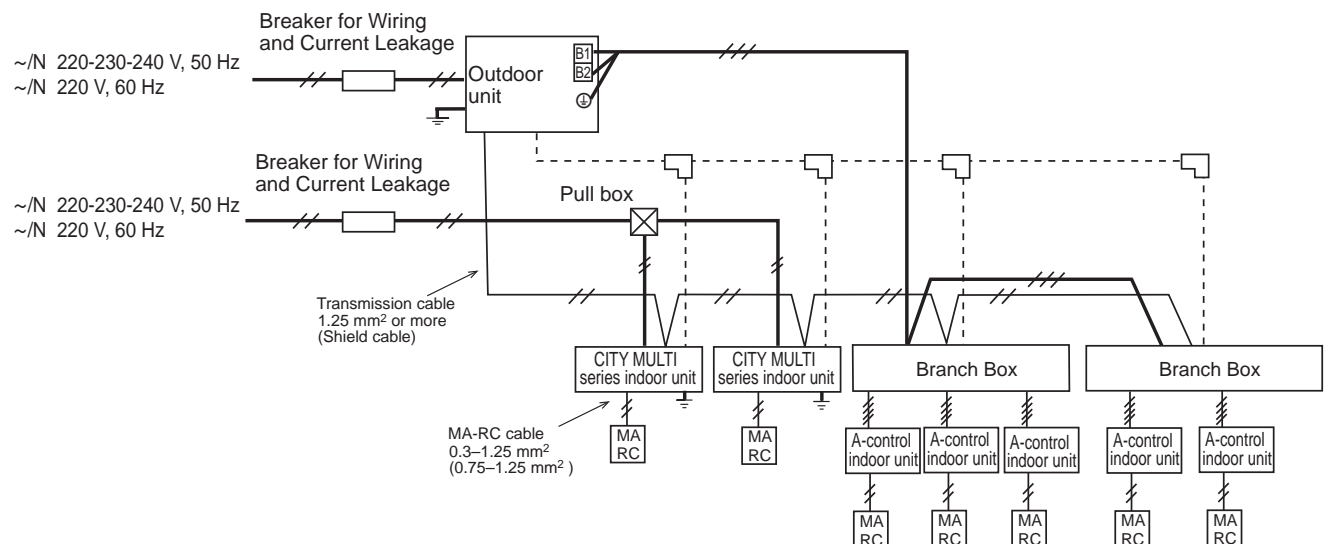 Breaker for Wiring
and Current Leakage
~/N 220-230-240 V, 50 Hz
~/N 220 V, 60 Hz
Outdoor
unit
B1
B2
Breaker for Wiring
and Current Leakage
~/N 220-230-240 V, 50 Hz
~/N 220 V, 60 Hz
Pull box
Transmission cable
1.25 mm² or more
(Shield cable)
CITY MULTI
series indoor unit
CITY MULTI
series indoor unit
Branch Box
Branch Box
MA-RC cable
0.3–1.25 mm²
(0.75–1.25 mm² )
MA
RC
MA
RC
A-control
indoor unit
A-control
indoor unit
A-control
indoor unit
A-control
indoor unit
A-control
indoor unit
MA
RC
MA
RC
MA
RC
MA
RC
MA
RC